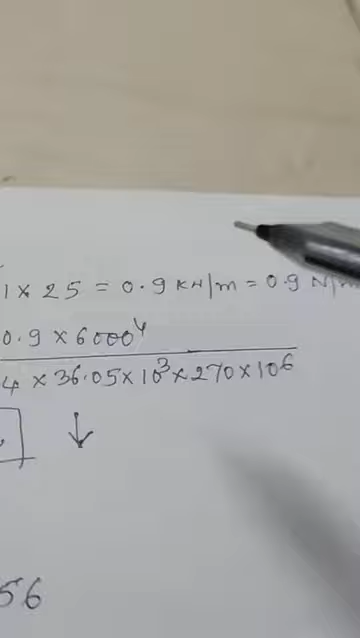 1 × 25 = 0.9 KN/m = 0.9 N/m
0.9 × 6000⁴
4 × 36.05 × 10³ × 270 × 10⁶
↓
56